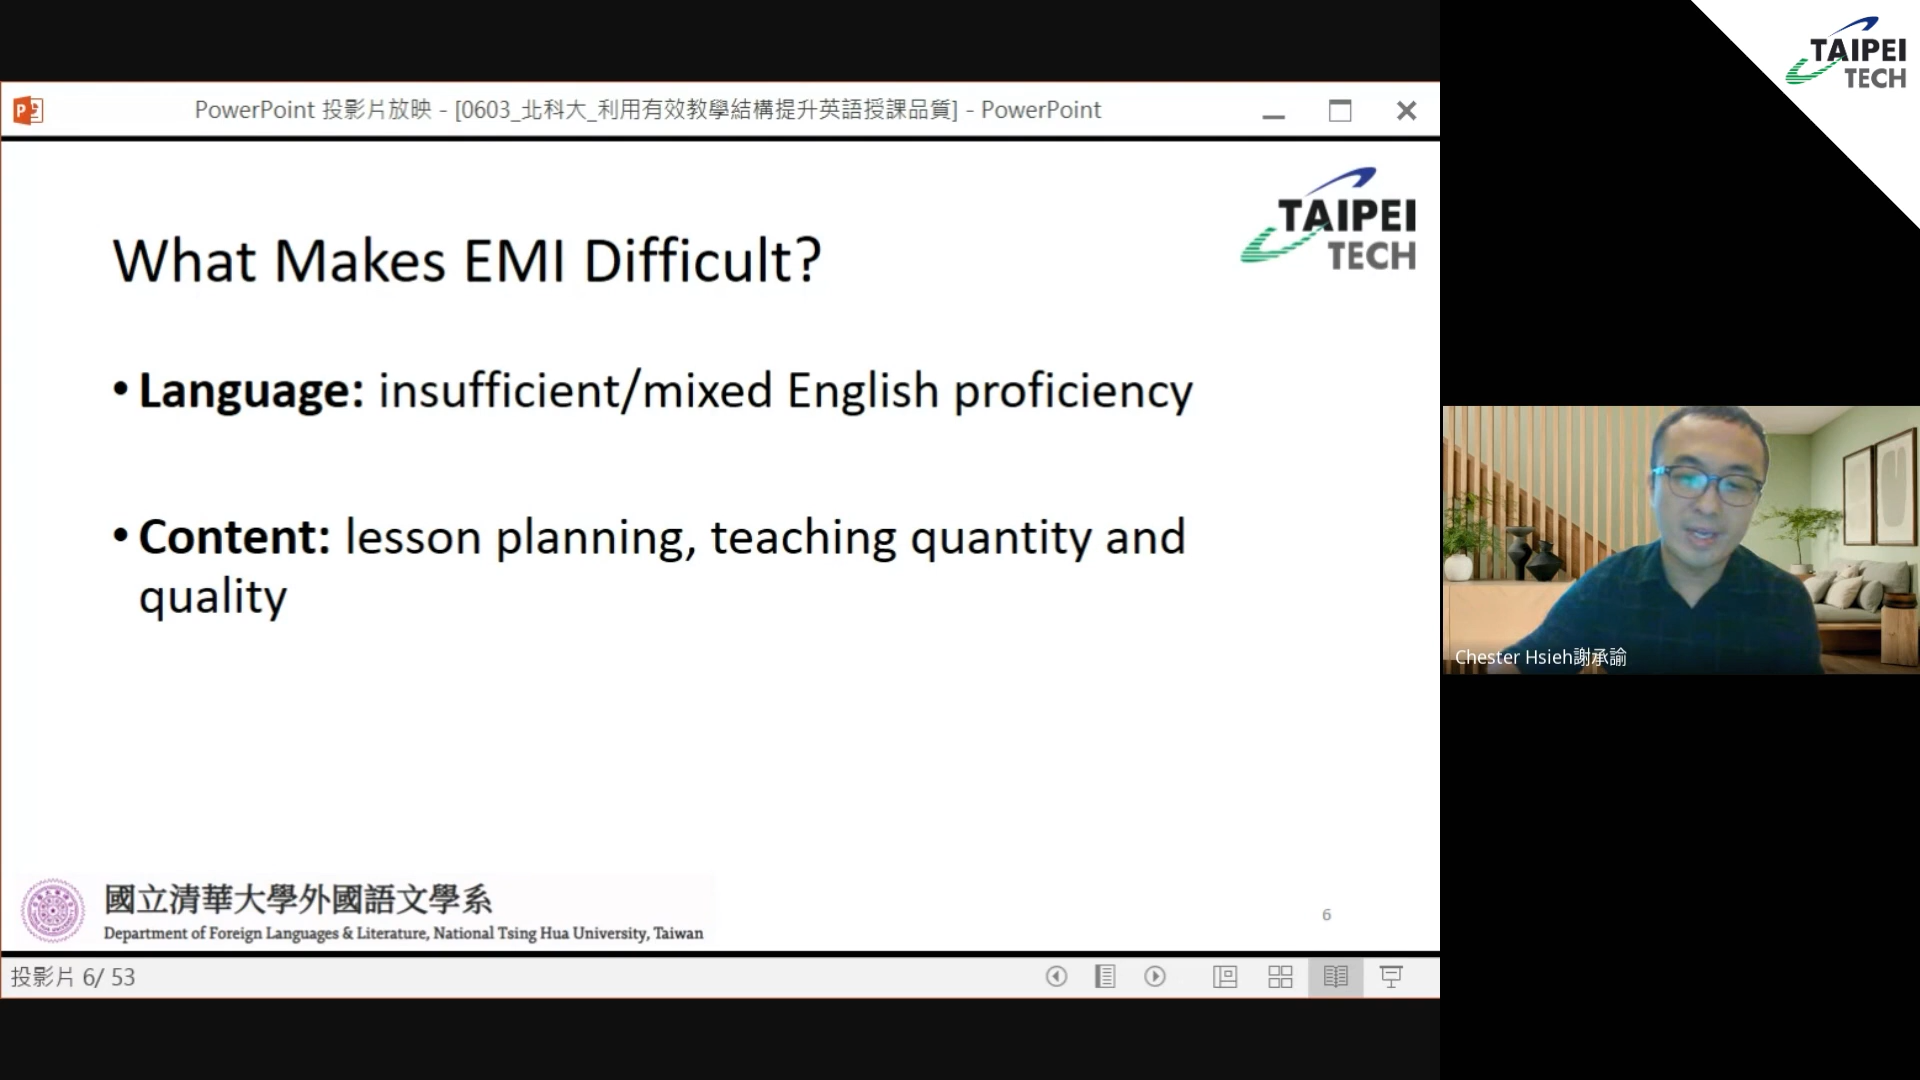 PowerPoint 投影片放映 - [0603_北科大_利用有效教學結構提升英語授課品質] - PowerPoint
TAIPEI
TECH
What Makes EMI Difficult?
• Language: insufficient/mixed English proficiency
• Content: lesson planning, teaching quantity and
quality
國立清華大學外國語文學系
Department of Foreign Languages & Literature, National Tsing Hua University, Taiwan
6
投影片 6/ 53
TAIPEI
TECH
Chester Hsieh謝承諭